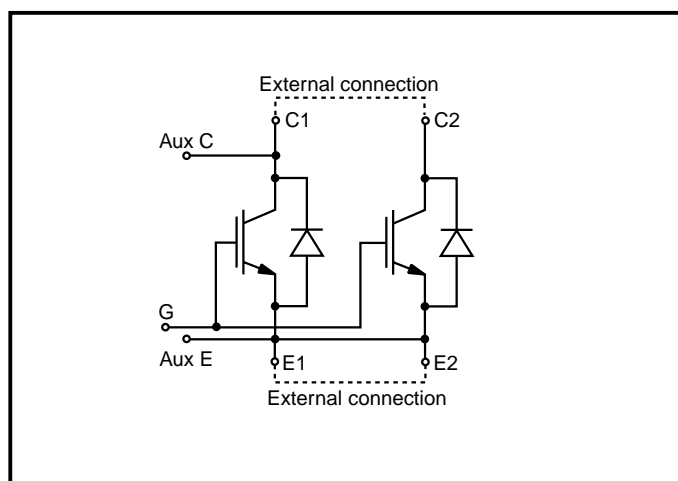 External connection
C1
C2
Aux C
G
Aux E
E1
E2
External connection